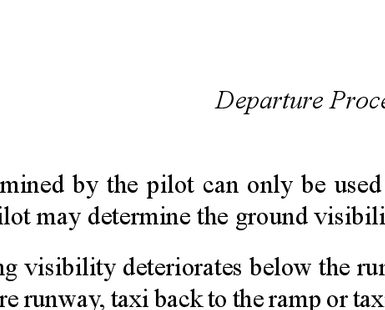 Departure Proce
mined by the pilot can only be used
ilot may determine the ground visibili
ng visibility deteriorates below the run
re runway, taxi back to the ramp or taxi